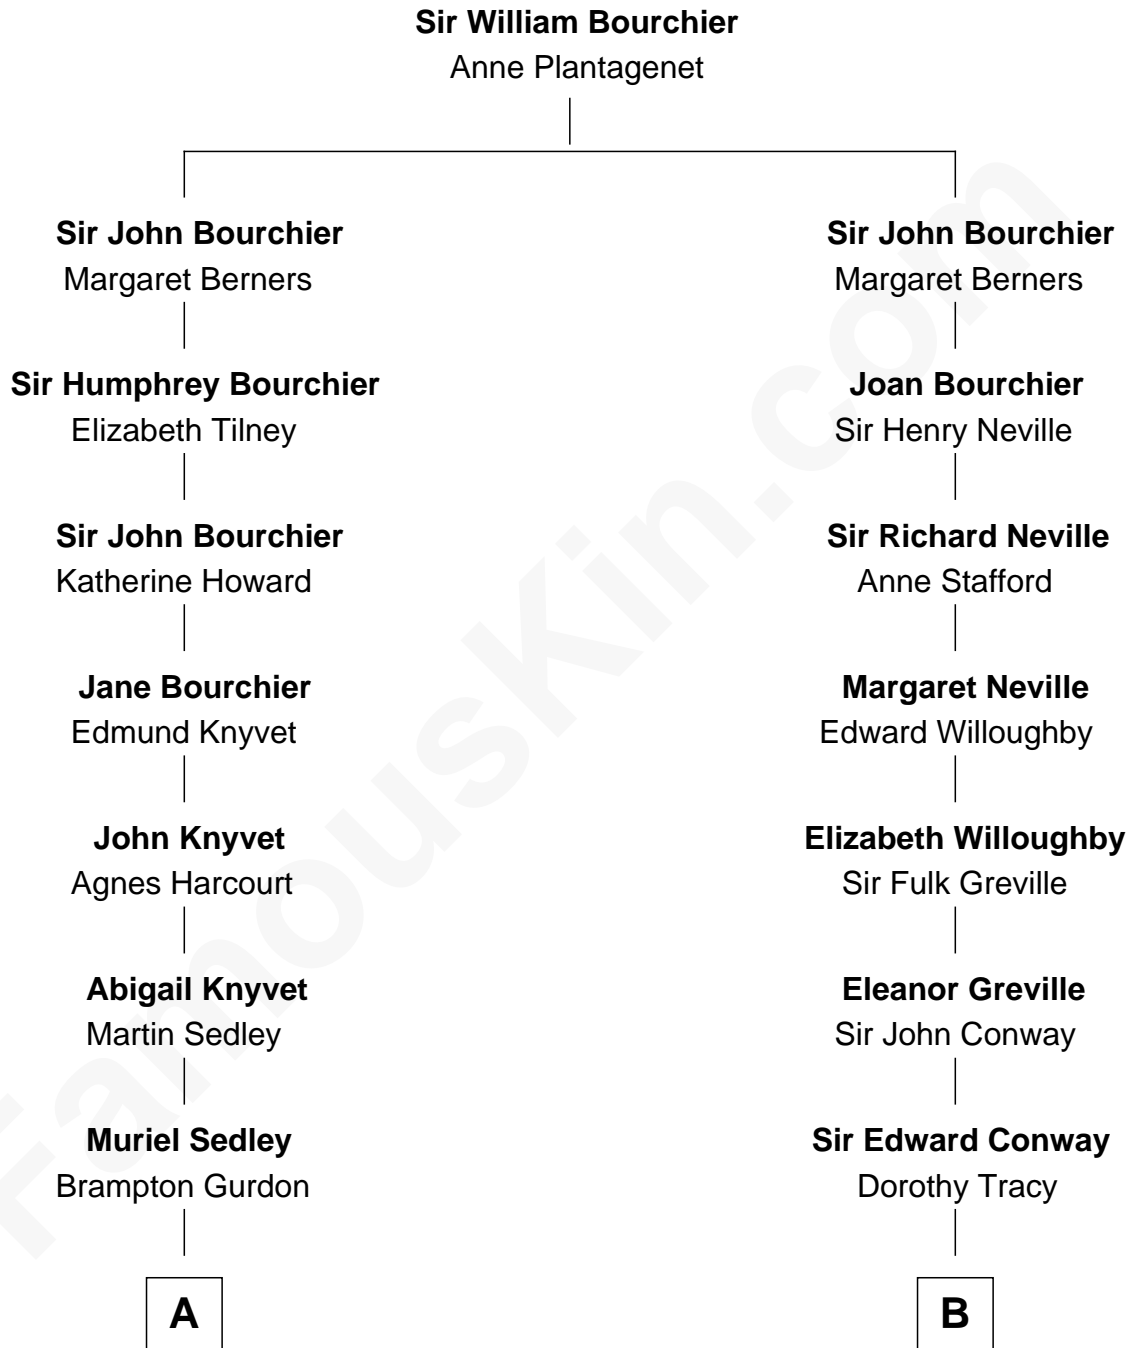 Sir William Bourchier
Anne Plantagenet
Sir John Bourchier
Margaret Berners
Sir Humphrey Bourchier
Elizabeth Tilney
Sir John Bourchier
Katherine Howard
Jane Bourchier
Edmund Knyvet
John Knyvet
Agnes Harcourt
Abigail Knyvet
Martin Sedley
Muriel Sedley
Brampton Gurdon
A
Sir John Bourchier
Margaret Berners
Joan Bourchier
Sir Henry Neville
Sir Richard Neville
Anne Stafford
Margaret Neville
Edward Willoughby
Elizabeth Willoughby
Sir Fulk Greville
Eleanor Greville
Sir John Conway
Sir Edward Conway
Dorothy Tracy
B
FamousKin.com